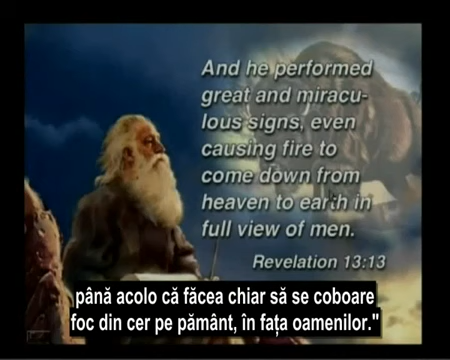 And he performed
great and miracu-
lous signs, even
causing fire to
come down from
heaven to earth in
full view of men.
Revelation 13:13
până acolo că făcea chiar să se coboare
foc din cer pe pământ, în fața oamenilor."